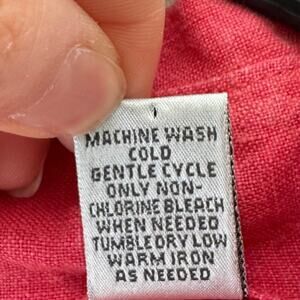 MACHINE WASH
COLD
GENTLE CYCLE
ONLY NON-
CHLORINE BLEACH
WHEN NEEDED
TUMBLE DRY LOW
WARM IRON
AS NEEDED